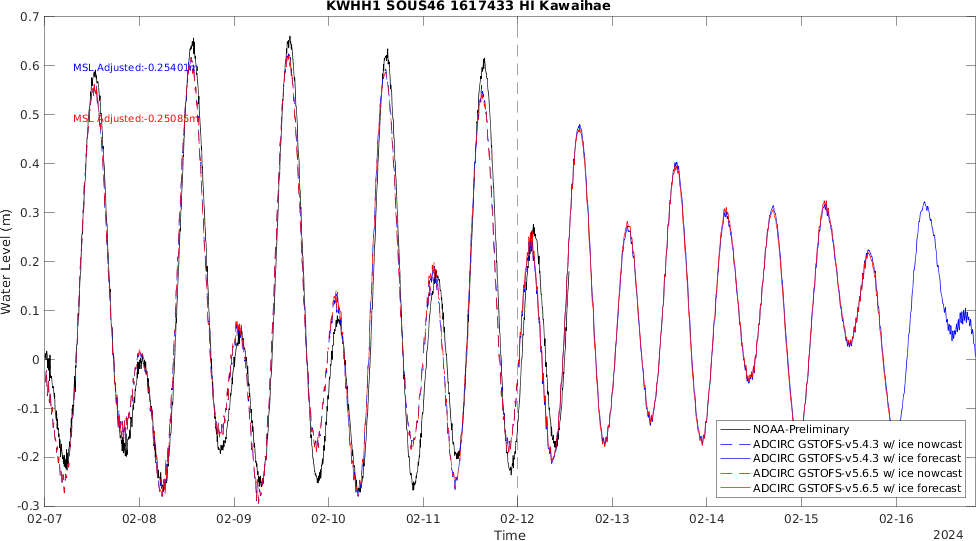 KWHH1 SOUS46 1617433 HI Kawaihae
Water Level (m)
0.7
0.6
0.5
0.4
0.3
0.2
0.1
0
-0.1
-0.2
-0.3
MSL Adjusted:-0.25401m
MSL Adjusted:-0.25085m
NOAA-Preliminary
ADCIRC GSTOFS-v5.4.3 w/ ice nowcast
ADCIRC GSTOFS-v5.4.3 w/ ice forecast
ADCIRC GSTOFS-v5.6.5 w/ ice nowcast
ADCIRC GSTOFS-v5.6.5 w/ ice forecast
02-07 02-08 02-09 02-10 02-11 02-12 02-13 02-14 02-15 02-16
Time
2024